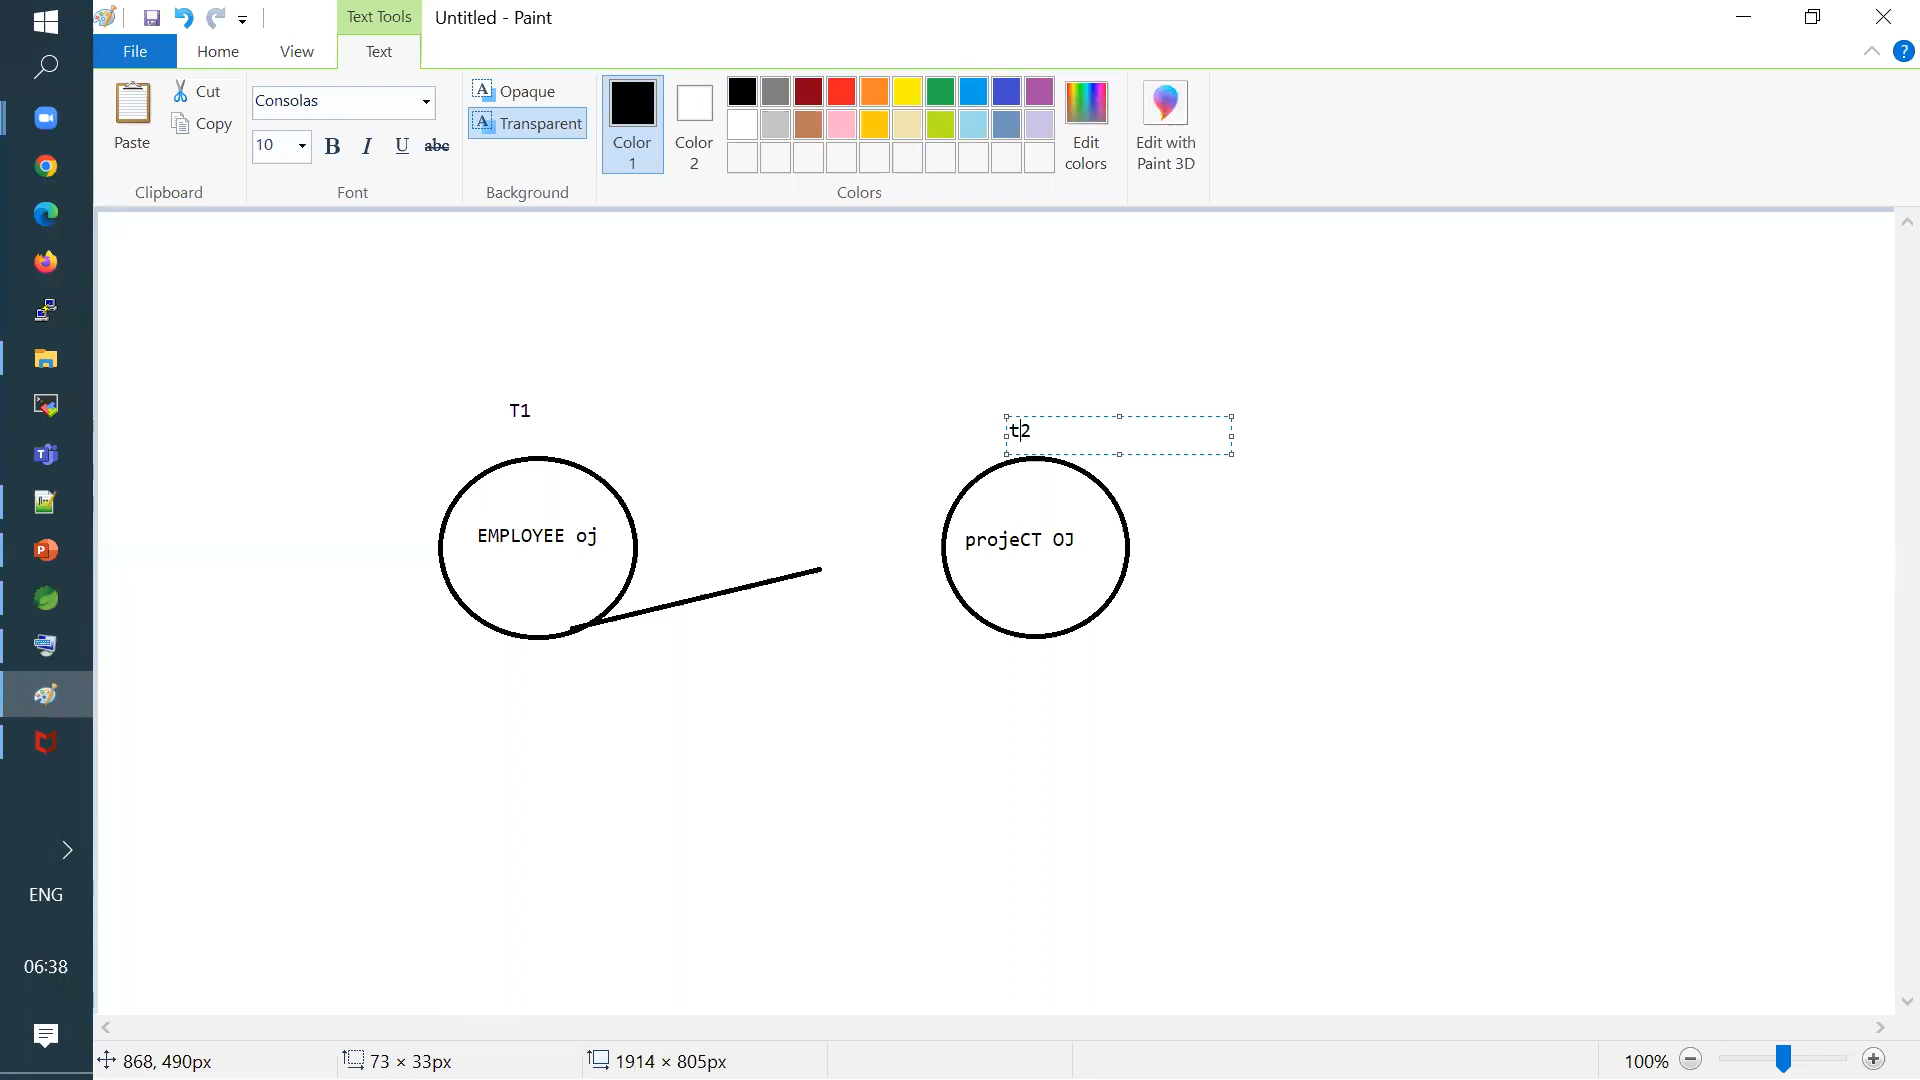 Text Tools
Untitled - Paint
File
Home
View
Text
Paste
Cut
Copy
Clipboard
Consolas
10
B
I
U
abc
Font
Opaque
Transparent
Background
Color
1
Color
2
Edit
colors
Colors
Edit with
Paint 3D
T1
t2
EMPLOYEE oj
projeCT OJ
ENG
06:38
868, 490px
73 × 33px
1914 × 805px
100%